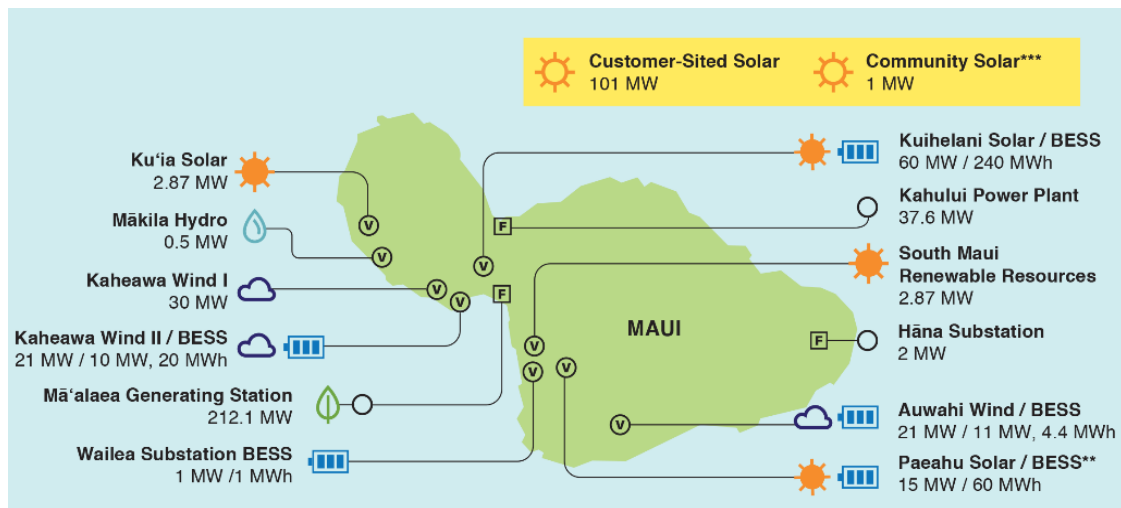 Customer-Sited Solar
101 MW
Community Solar***
1 MW
Kuʻia Solar
2.87 MW
Mākila Hydro
0.5 MW
Kaheawa Wind I
30 MW
Kaheawa Wind II / BESS
21 MW / 10 MW, 20 MWh
Māʻalaea Generating Station
212.1 MW
Wailea Substation BESS
1 MW /1 MWh
Kuihelani Solar / BESS
60 MW / 240 MWh
Kahului Power Plant
37.6 MW
South Maui
Renewable Resources
2.87 MW
Hāna Substation
2 MW
Auwahi Wind / BESS
21 MW / 11 MW, 4.4 MWh
Paeahu Solar / BESS**
15 MW / 60 MWh
MAUI
V
V
V
V
V
F
F
V
V
V
V
F